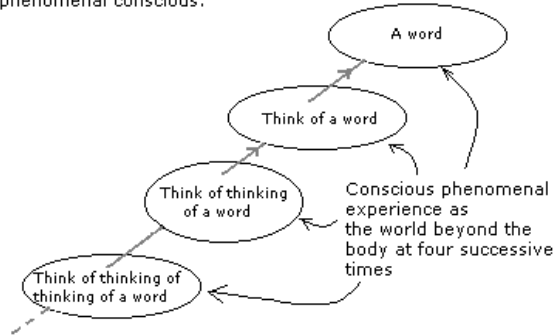 phenomenal conscious.
A word
Think of a word
Think of thinking
of a word
Conscious phenomenal
experience as
the world beyond the
body at four successive
times
Think of thinking of
thinking of a word